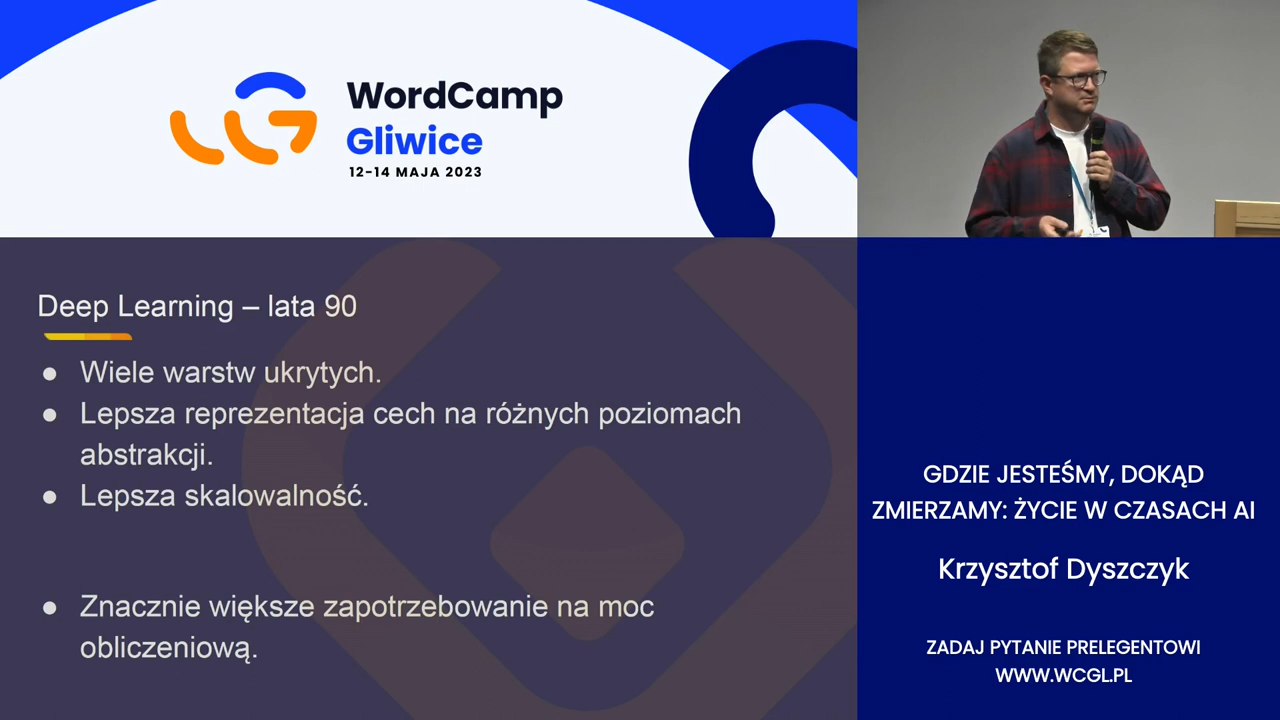 WordCamp
Gliwice
12-14 MAJA 2023
Deep Learning – lata 90
● Wiele warstw ukrytych.
● Lepsza reprezentacja cech na różnych poziomach
abstrakcji.
● Lepsza skalowalność.
● Znacznie większe zapotrzebowanie na moc
obliczeniową.
GDZIE JESTEŚMY, DOKĄD
ZMIERZAMY: ŻYCIE W CZASACH AI
Krzysztof Dyszczyk
ZADAJ PYTANIE PRELEGENTOWI
WWW.WCGL.PL